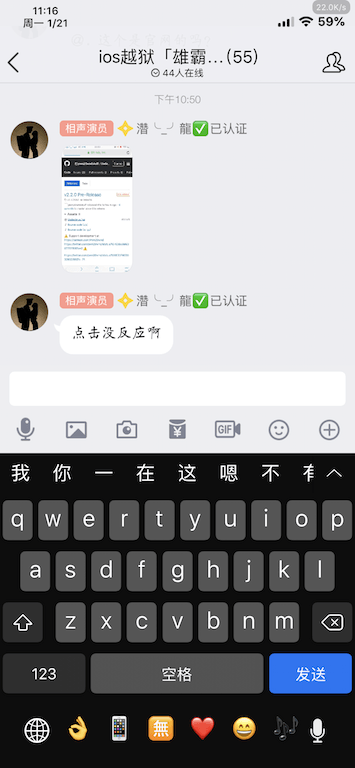 22.0K/s
11:16
周一 1/21
59%
ios越狱「雄霸…(55)
44人在线
下午10:50
相声演员 潜╰_╯龍✅已认证
v2.2.0 Pre-Release
相声演员 潜╰_╯龍✅已认证
点击没反应啊
¥
GIF
我 你 一 在 这 嗯 不 有
q w e r t y u i o p
a s d f g h j k l
z x c v b n m
123 空格 发送
無